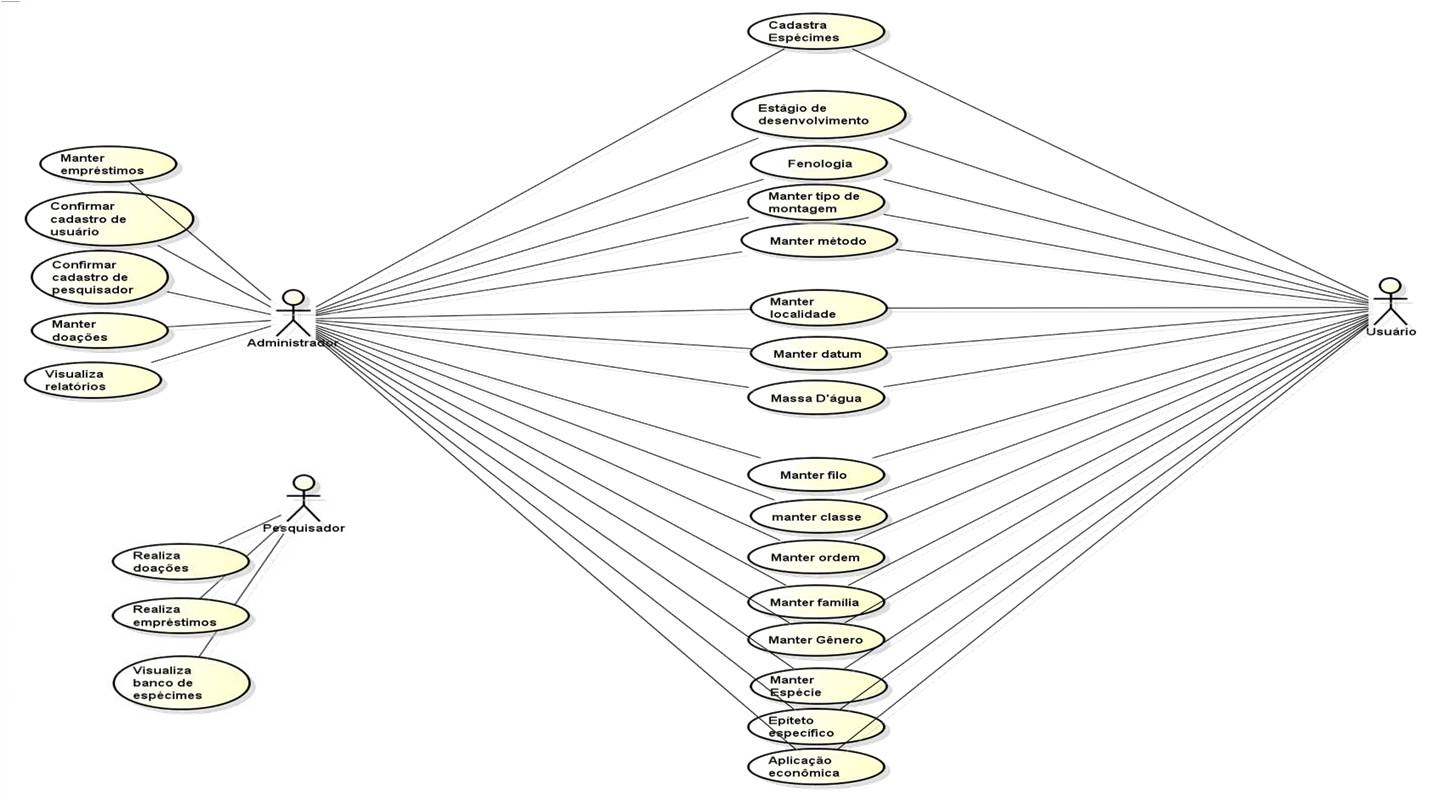 Cadastra
Espécimes
Estágio de
desenvolvimento
Fenologia
Manter tipo de
montagem
Manter método
Manter
localidade
Manter datum
Massa D'água
Manter filo
manter classe
Manter ordem
Manter família
Manter Gênero
Manter
Espécie
Epíteto
específico
Aplicação
econômica
Manter
empréstimos
Confirmar
cadastro de
usuário
Confirmar
cadastro de
pesquisador
Manter
doações
Visualiza
relatórios
Administrador
Usuário
Pesquisador
Realiza
doações
Realiza
empréstimos
Visualiza
banco de
espécimes